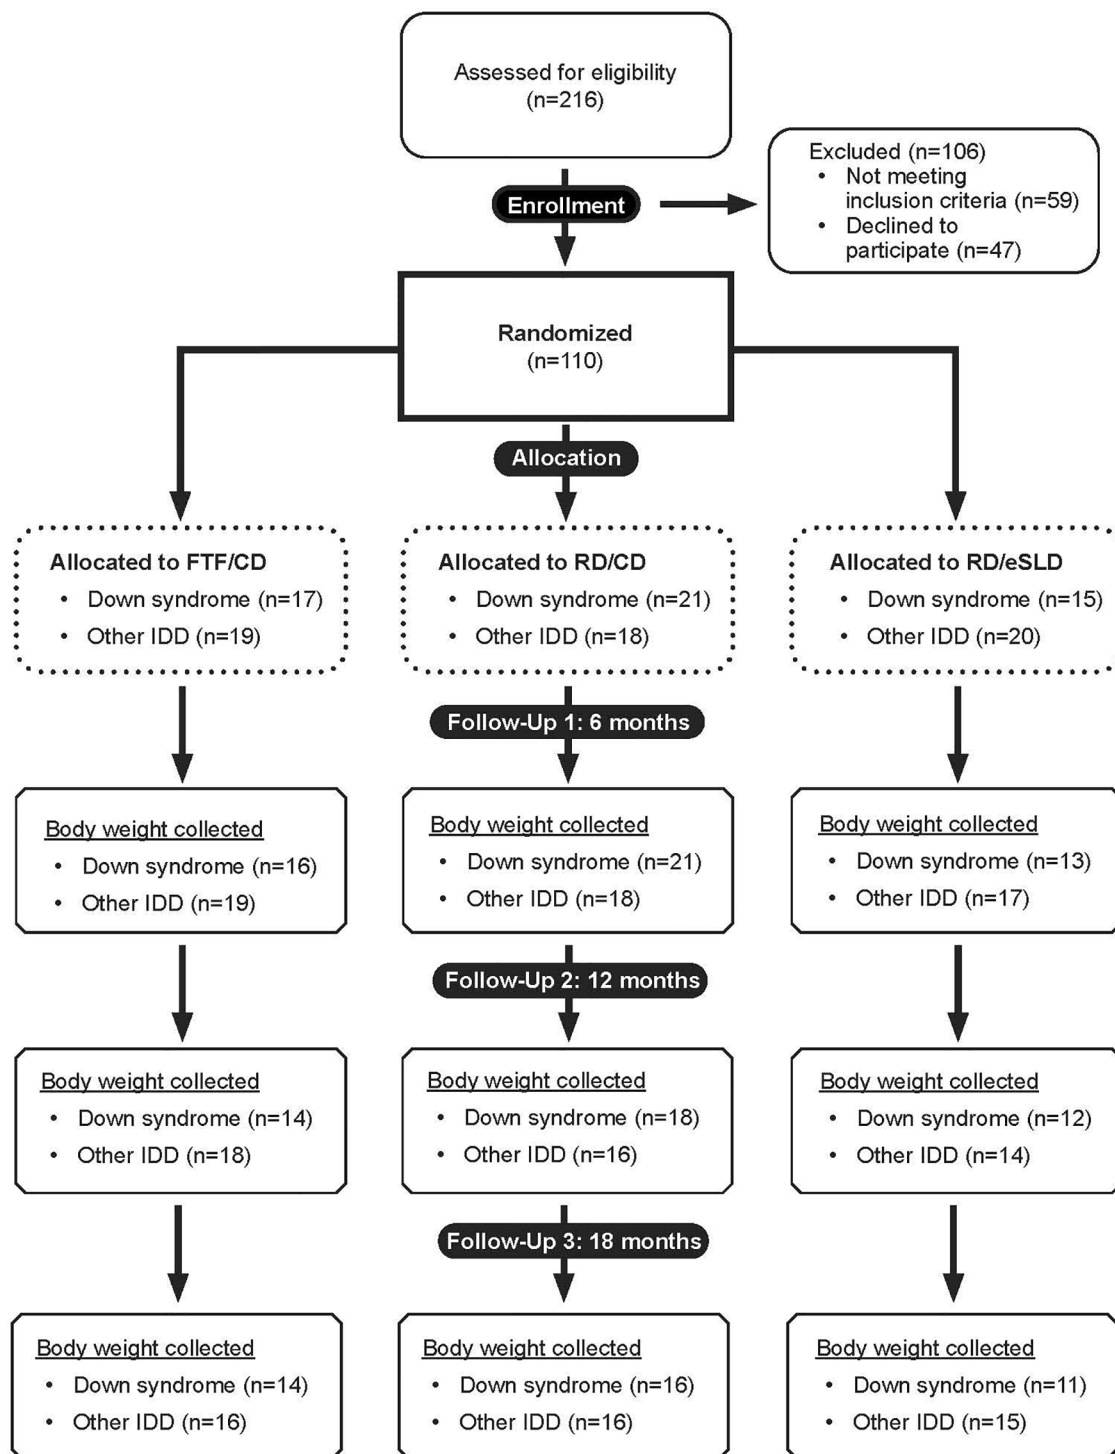 Assessed for eligibility
(n=216)
Enrollment
Excluded (n=106)
• Not meeting
inclusion criteria (n=59)
• Declined to
participate (n=47)
Randomized
(n=110)
Allocation
Allocated to FTF/CD
• Down syndrome (n=17)
• Other IDD (n=19)
Allocated to RD/CD
• Down syndrome (n=21)
• Other IDD (n=18)
Allocated to RD/eSLD
• Down syndrome (n=15)
• Other IDD (n=20)
Follow-Up 1: 6 months
Body weight collected
• Down syndrome (n=16)
• Other IDD (n=19)
Body weight collected
• Down syndrome (n=21)
• Other IDD (n=18)
Body weight collected
• Down syndrome (n=13)
• Other IDD (n=17)
Follow-Up 2: 12 months
Body weight collected
• Down syndrome (n=14)
• Other IDD (n=18)
Body weight collected
• Down syndrome (n=18)
• Other IDD (n=16)
Body weight collected
• Down syndrome (n=12)
• Other IDD (n=14)
Follow-Up 3: 18 months
Body weight collected
• Down syndrome (n=14)
• Other IDD (n=16)
Body weight collected
• Down syndrome (n=16)
• Other IDD (n=16)
Body weight collected
• Down syndrome (n=11)
• Other IDD (n=15)